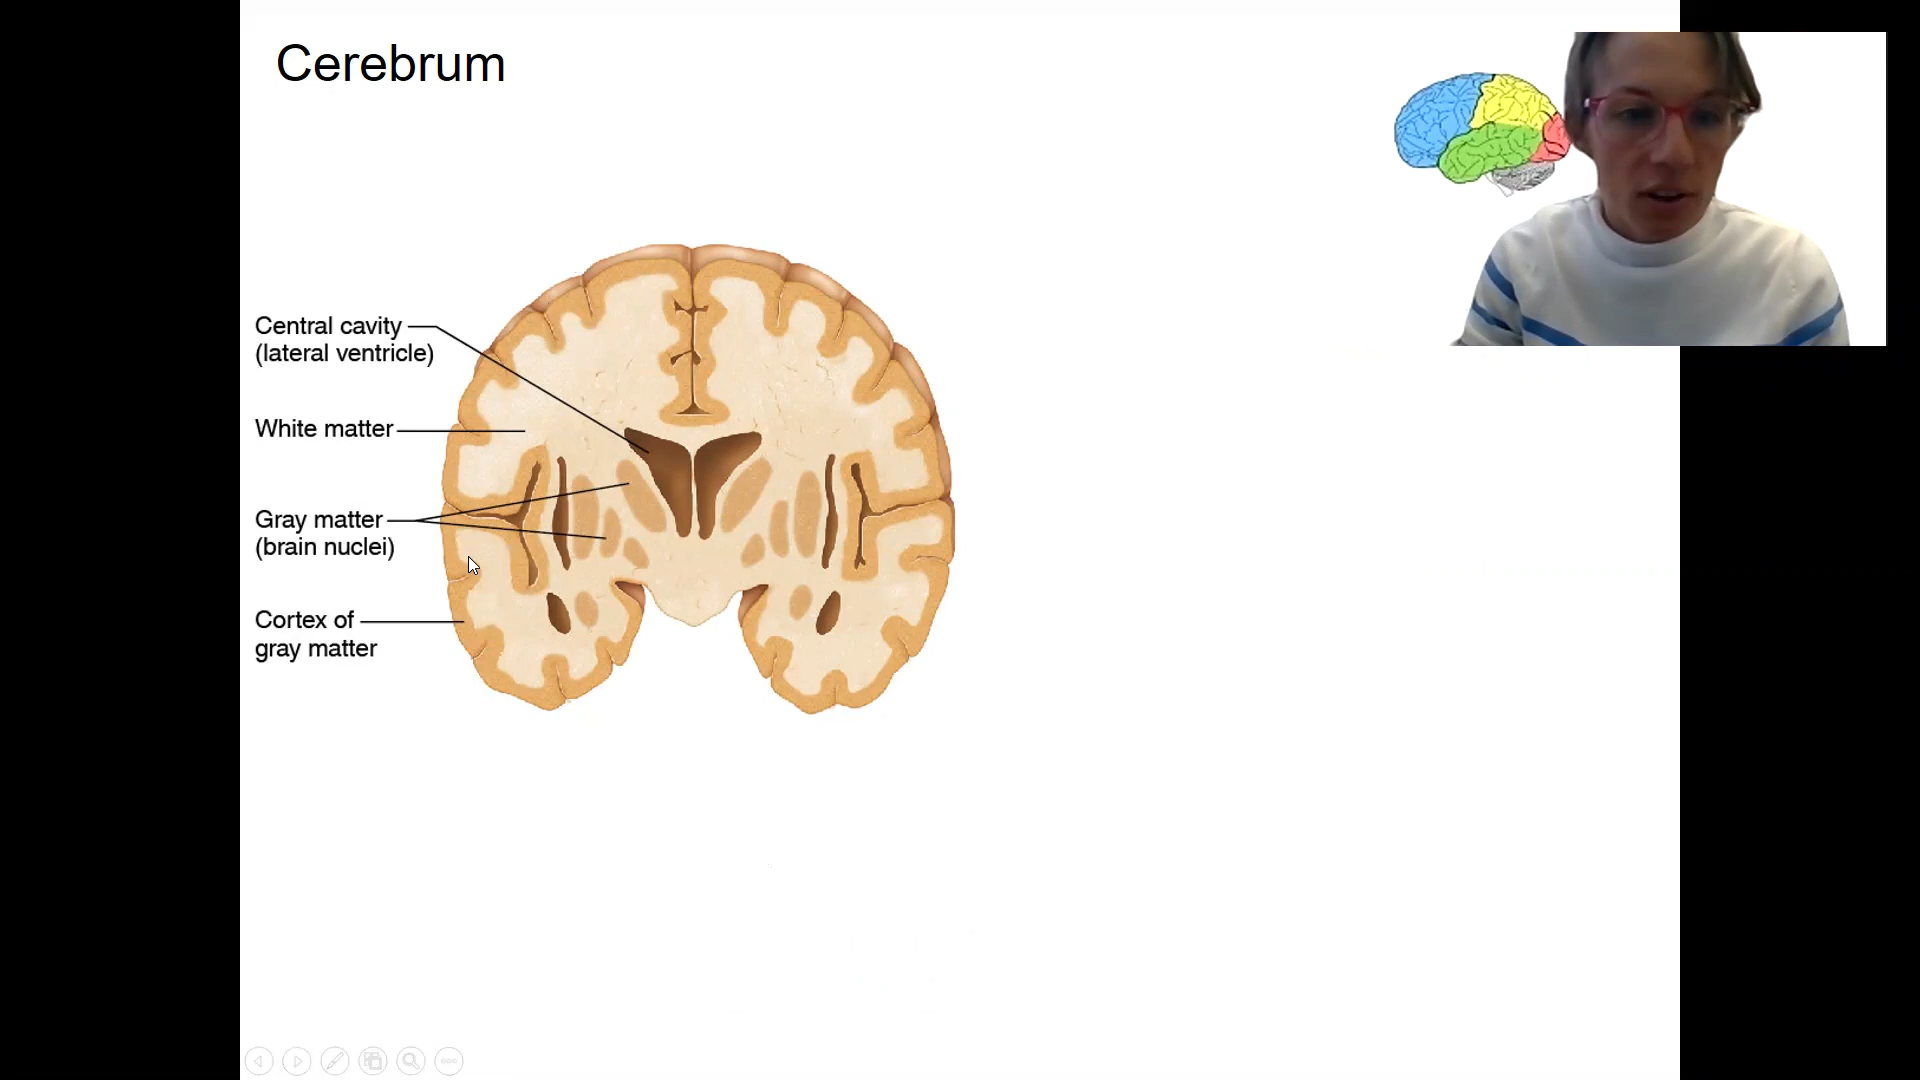 Cerebrum
Central cavity
(lateral ventricle)
White matter
Gray matter
(brain nuclei)
Cortex of
gray matter